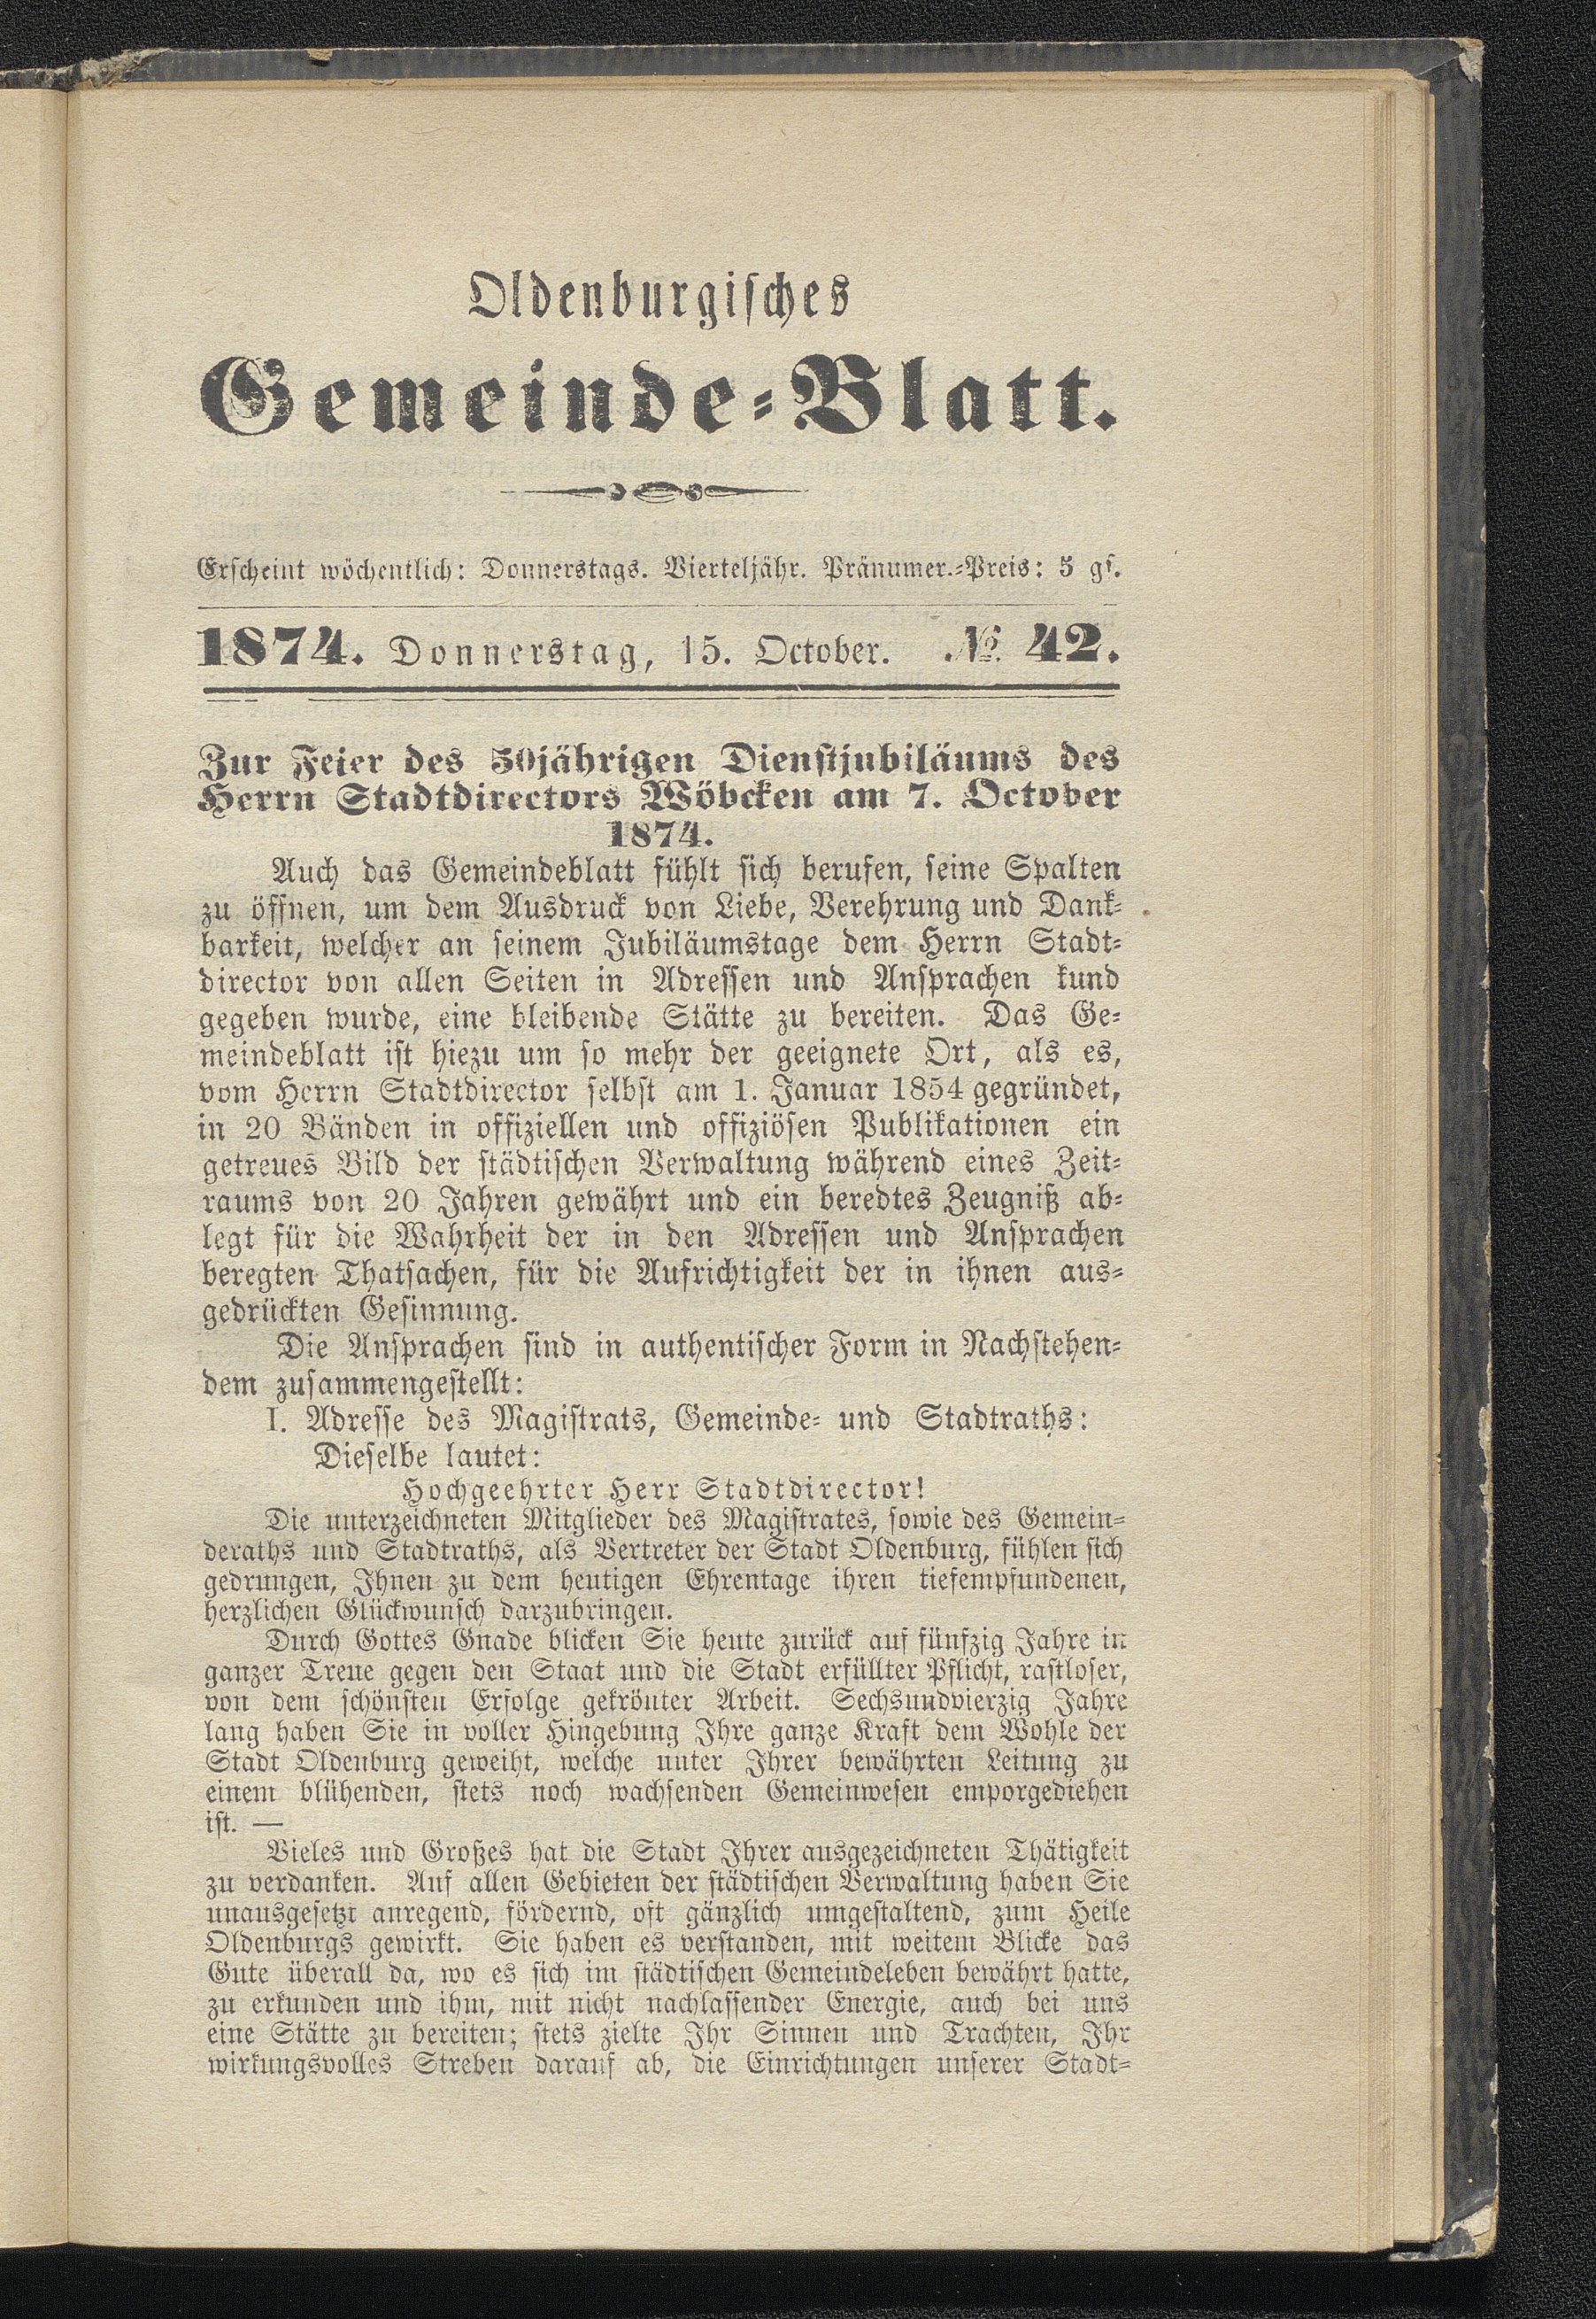 Oldenburgisches
Gemeinde-Blatt.
Erscheint wöchentlich: Donnerstags. Vierteljähr. Pränumer.-Preis: 5 gs.
1874. Donnerstag, 15. October. № 42.
Zur Feier des 50jährigen Dienstjubiläums des
Herrn Stadtdirectors Wöbcken am 7. October
1874.
Auch das Gemeindeblatt fühlt sich berufen, seine Spalten
zu öffnen, um dem Ausdruck von Liebe, Verehrung und Dank-
barkeit, welcher an seinem Jubiläumstage dem Herrn Stadt-
director von allen Seiten in Adressen und Ansprachen kund
gegeben wurde, eine bleibende Stätte zu bereiten. Das Ge-
meindeblatt ist hiezu um so mehr der geeignete Ort, als es,
vom Herrn Stadtdirector selbst am 1. Januar 1854 gegründet,
in 20 Bänden in offiziellen und offiziösen Publikationen ein
getreues Bild der städtischen Verwaltung während eines Zeit-
raums von 20 Jahren gewährt und ein beredtes Zeugniß ab-
legt für die Wahrheit der in den Adressen und Ansprachen
beregten Thatsachen, für die Aufrichtigkeit der in ihnen aus-
gedrückten Gesinnung.
Die Ansprachen sind in authentischer Form in Nachstehen-
dem zusammengestellt:
I. Adresse des Magistrats, Gemeinde- und Stadtraths:
Dieselbe lautet:
Hochgeehrter Herr Stadtdirector!
Die unterzeichneten Mitglieder des Magistrates, sowie des Gemein-
deraths und Stadtraths, als Vertreter der Stadt Oldenburg, fühlen sich
gedrungen, Ihnen zu dem heutigen Ehrentage ihren tiefempfundenen,
herzlichen Glückwunsch darzubringen.
Durch Gottes Gnade blicken Sie heute zurück auf fünfzig Jahre in
ganzer Treue gegen den Staat und die Stadt erfüllter Pflicht, rastloser,
von dem schönsten Erfolge gekrönter Arbeit. Sechsundvierzig Jahre
lang haben Sie in voller Hingebung Ihre ganze Kraft dem Wohle der
Stadt Oldenburg geweiht, welche unter Ihrer bewährten Leitung zu
einem blühenden, stets noch wachsenden Gemeinwesen emporgediehen
ist. —
Vieles und Großes hat die Stadt Ihrer ausgezeichneten Thätigkeit
zu verdanken. Auf allen Gebieten der städtischen Verwaltung haben Sie
unausgesetzt anregend, fördernd, oft gänzlich umgestaltend, zum Heile
Oldenburgs gewirkt. Sie haben es verstanden, mit weitem Blicke das
Gute überall da, wo es sich im städtischen Gemeindeleben bewährt hatte,
zu erkunden und ihm, mit nicht nachlassender Energie, auch bei uns
eine Stätte zu bereiten; stets zielte Ihr Sinnen und Trachten, Ihr
wirkungsvolles Streben darauf ab, die Einrichtungen unserer Stadt-